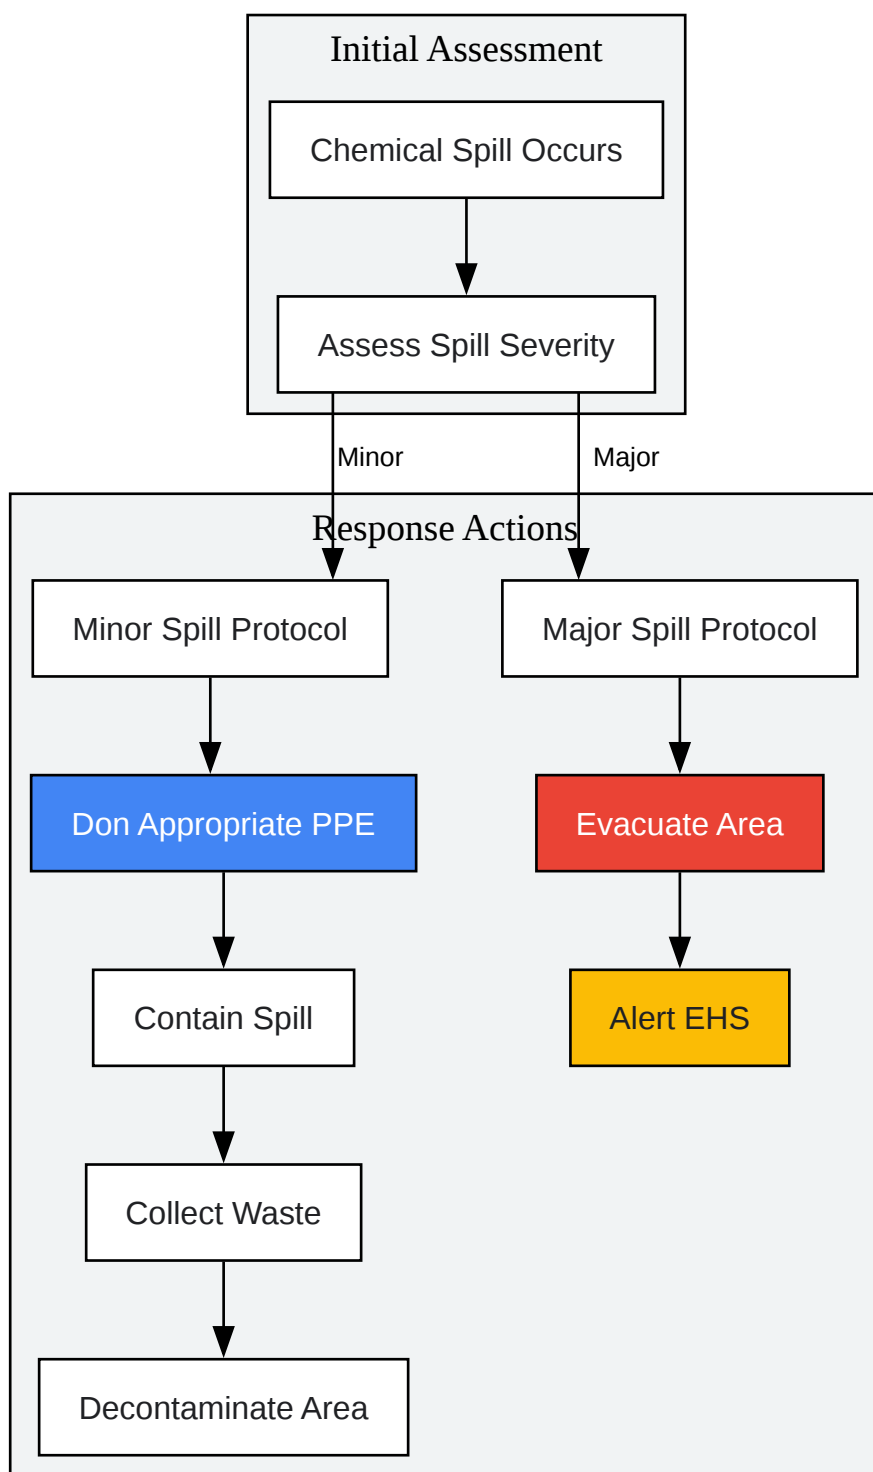 Initial Assessment
Chemical Spill Occurs
Assess Spill Severity
Minor
Major
Response Actions
Minor Spill Protocol
Major Spill Protocol
Don Appropriate PPE
Evacuate Area
Contain Spill
Alert EHS
Collect Waste
Decontaminate Area